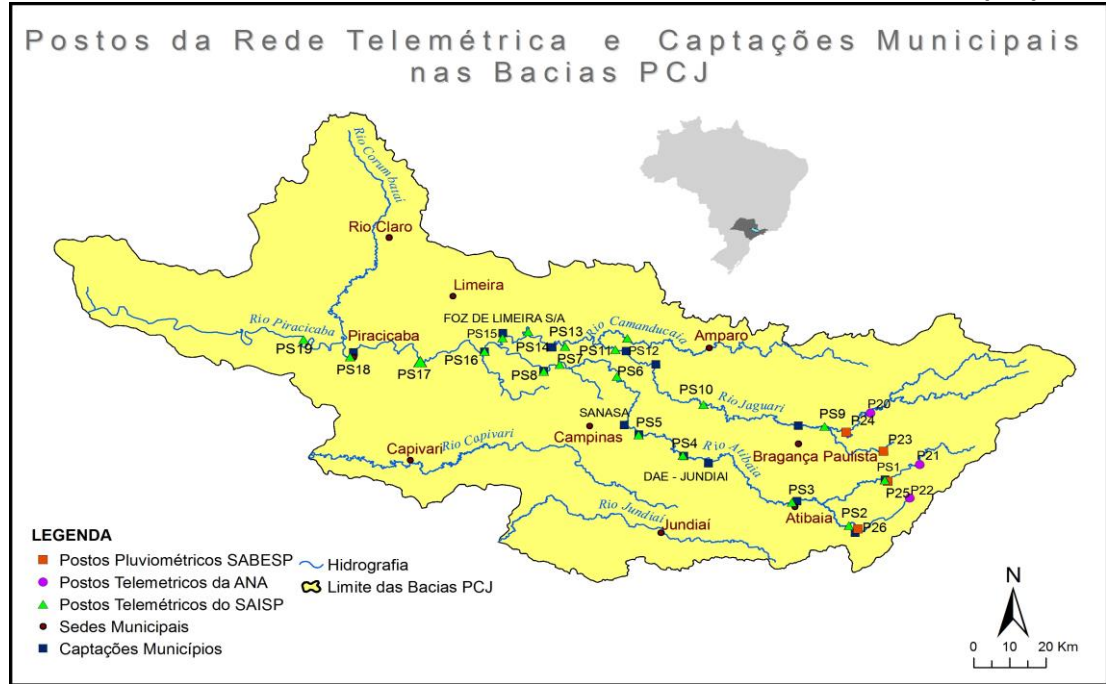 Postos da Rede Telemétrica e Captações Municipais
nas Bacias PCJ
Rio Corumbataí
Rio Claro
Limeira
FOZ DE LIMEIRA S/A
Rio Piracicaba
Piracicaba
PS19
PS18
PS17
PS16
PS15
PS14
PS13
Rio Camanducaia
Amparo
PS11
PS12
PS7
PS8
PS6
PS10
Rio Jaguari
PS9
P20
P24
SANASA
PS5
Campinas
Capivari
Rio Capivari
PS4
Rio Atibaia
DAE - JUNDIAI
Bragança Paulista
P23
PS1
P21
P25
P22
PS3
Atibaia
PS2
P26
Rio Jundiaí
Jundiaí
LEGENDA
Postos Pluviométricos SABESP
Postos Telemetricos da ANA
Postos Telemétricos do SAISP
Sedes Municipais
Captações Municípios
Hidrografia
Limite das Bacias PCJ
N
0 10 20 Km